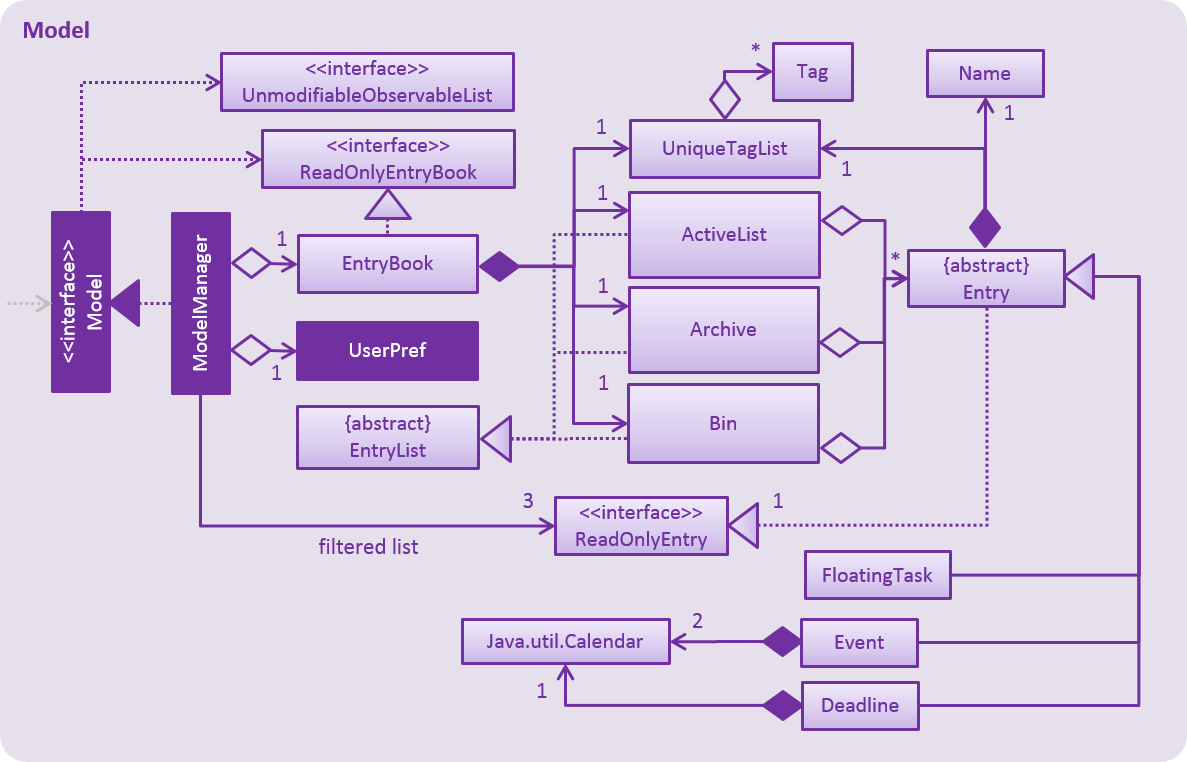 Model
<<interface>>
UnmodifiableObservableList
*
Tag
Name
1
<<interface>>
ReadOnlyEntryBook
1
UniqueTagList
1
<<interface>>
Model
ModelManager
1
EntryBook
1
ActiveList
*
{abstract}
Entry
1
UserPref
1
Archive
{abstract}
EntryList
1
Bin
3
filtered list
<<interface>>
ReadOnlyEntry
1
FloatingTask
Java.util.Calendar
2
Event
1
Deadline